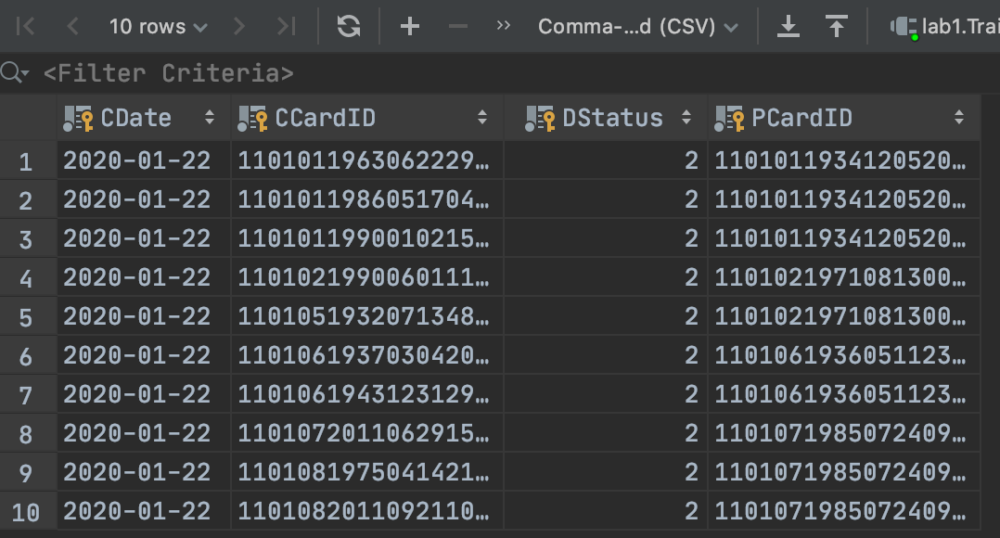 10 rows Comma-...d (CSV) lab1.Trai
<Filter Criteria>
CDate CCardID DStatus PCardID
1 2020-01-22 1101011963062229… 2 1101011934120520…
2 2020-01-22 1101011986051704… 2 1101011934120520…
3 2020-01-22 1101011990010215… 2 1101011934120520…
4 2020-01-22 1101021990060111… 2 1101021971081300…
5 2020-01-22 1101051932071348… 2 1101021971081300…
6 2020-01-22 1101061937030420… 2 1101061936051123…
7 2020-01-22 1101061943123129… 2 1101061936051123…
8 2020-01-22 1101072011062915… 2 1101071985072409…
9 2020-01-22 1101081975041421… 2 1101071985072409…
10 2020-01-22 1101082011092110… 2 1101071985072409…